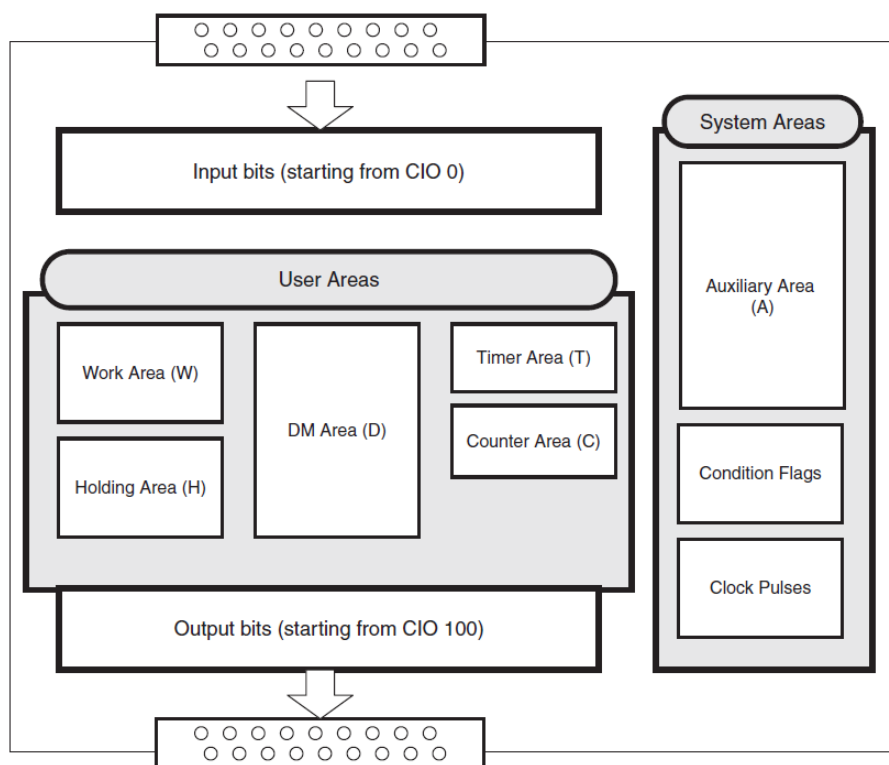 System Areas
Input bits (starting from CIO 0)
Auxiliary Area
(A)
User Areas
Work Area (W)
DM Area (D)
Timer Area (T)
Counter Area (C)
Holding Area (H)
Condition Flags
Clock Pulses
Output bits (starting from CIO 100)